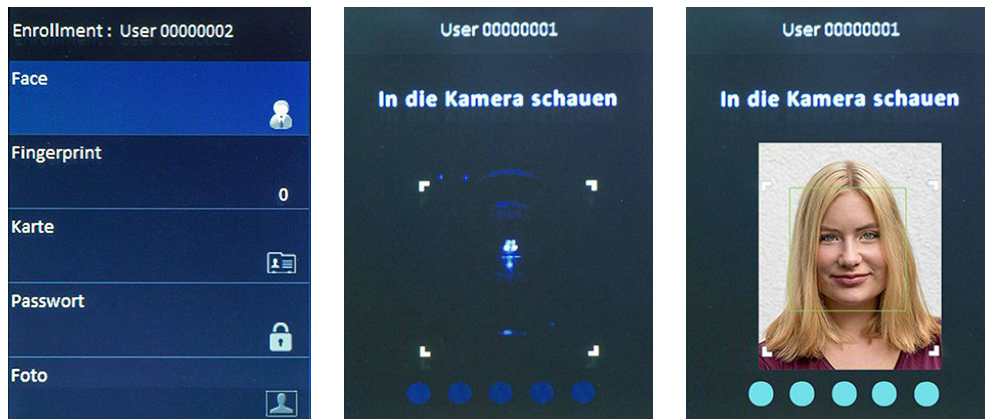 Enrollment : User 00000002
Face
Fingerprint
0
Karte
Passwort
Foto
User 00000001
In die Kamera schauen
User 00000001
In die Kamera schauen